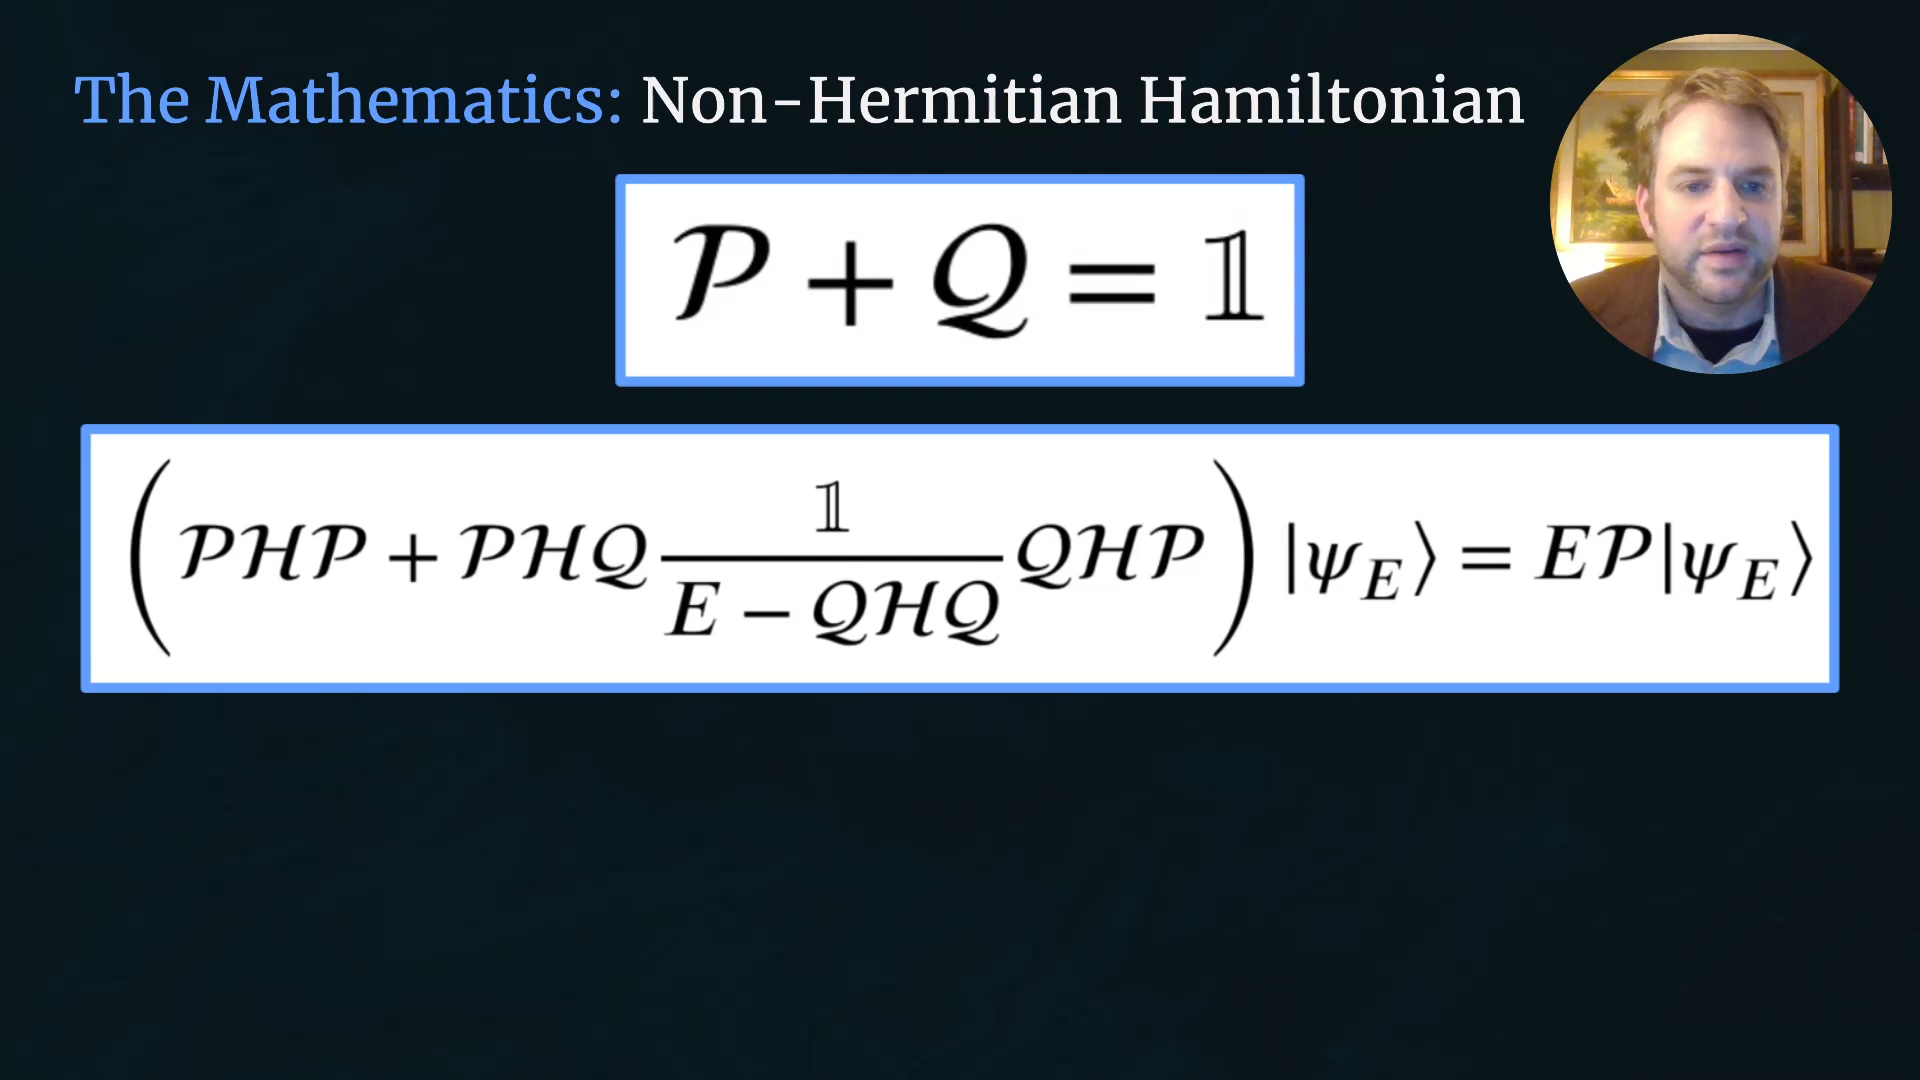 The Mathematics: Non-Hermitian Hamiltonian
𝒫 + 𝒬 = 𝟙
(𝒫ℋ𝒫 + 𝒫ℋ𝒬 𝟙/(E − 𝒬ℋ𝒬) 𝒬ℋ𝒫) |ψ_E⟩ = E𝒫|ψ_E⟩